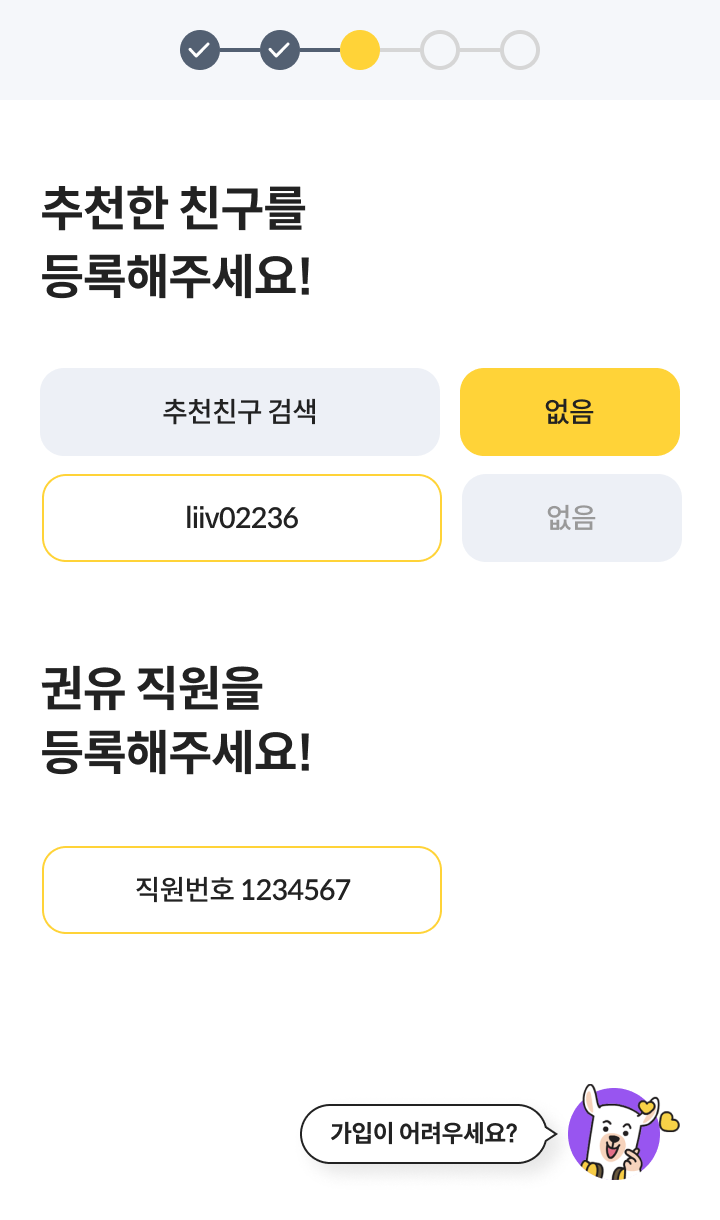 추천한 친구를
등록해주세요!
추천친구 검색
없음
liiv02236
없음
권유 직원을
등록해주세요!
직원번호 1234567
가입이 어려우세요?